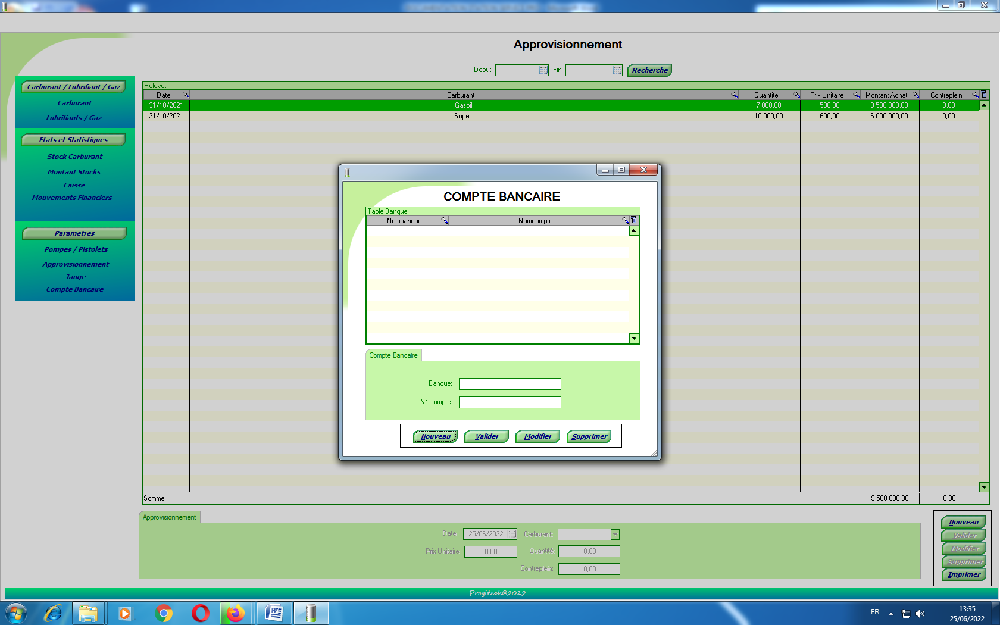 Approvisionnement
Debut:
Fin:
Recherche
Carburant / Lubrifiant / Gaz
Carburant
Lubrifiants / Gaz
Etats et Statistiques
Stock Carburant
Montant Stocks
Caisse
Mouvements Financiers
Parametres
Pompes / Pistolets
Approvisionnement
Jauge
Compte Bancaire
Relevet
Date Carburant Quantite Prix Unitaire Montant Achat Contreplein
31/10/2021 Gasoil 7 000,00 500,00 3 500 000,00 0,00
31/10/2021 Super 10 000,00 600,00 6 000 000,00 0,00
Somme 9 500 000,00 0,00
COMPTE BANCAIRE
Table Banque
Nombanque Numcompte
Compte Bancaire
Banque:
N° Compte:
Nouveau Valider Modifier Supprimer
Approvisionnement
Date: 25/06/2022 Carburant:
Prix Unitaire: 0,00 Quantité: 0,00
Contreplein: 0,00
Nouveau
Valider
Modifier
Supprimer
Imprimer
Progitech@2022
FR
13:35
25/06/2022